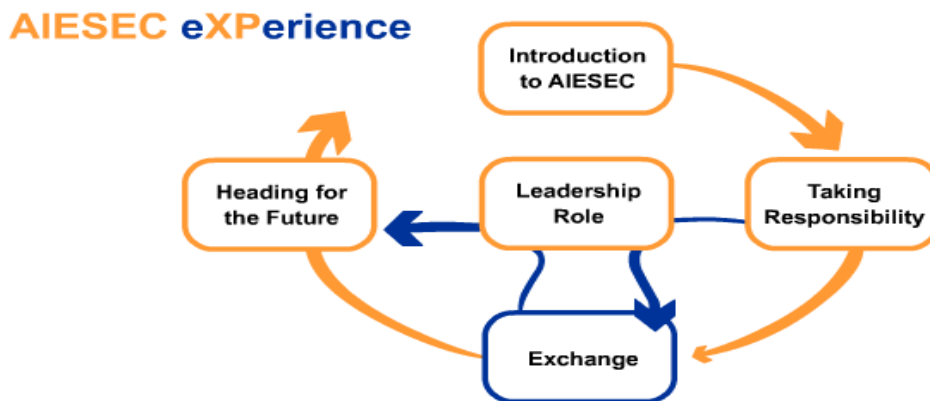 AIESEC eXPerience
Introduction
to AIESEC
Heading for
the Future
Leadership
Role
Taking
Responsibility
Exchange